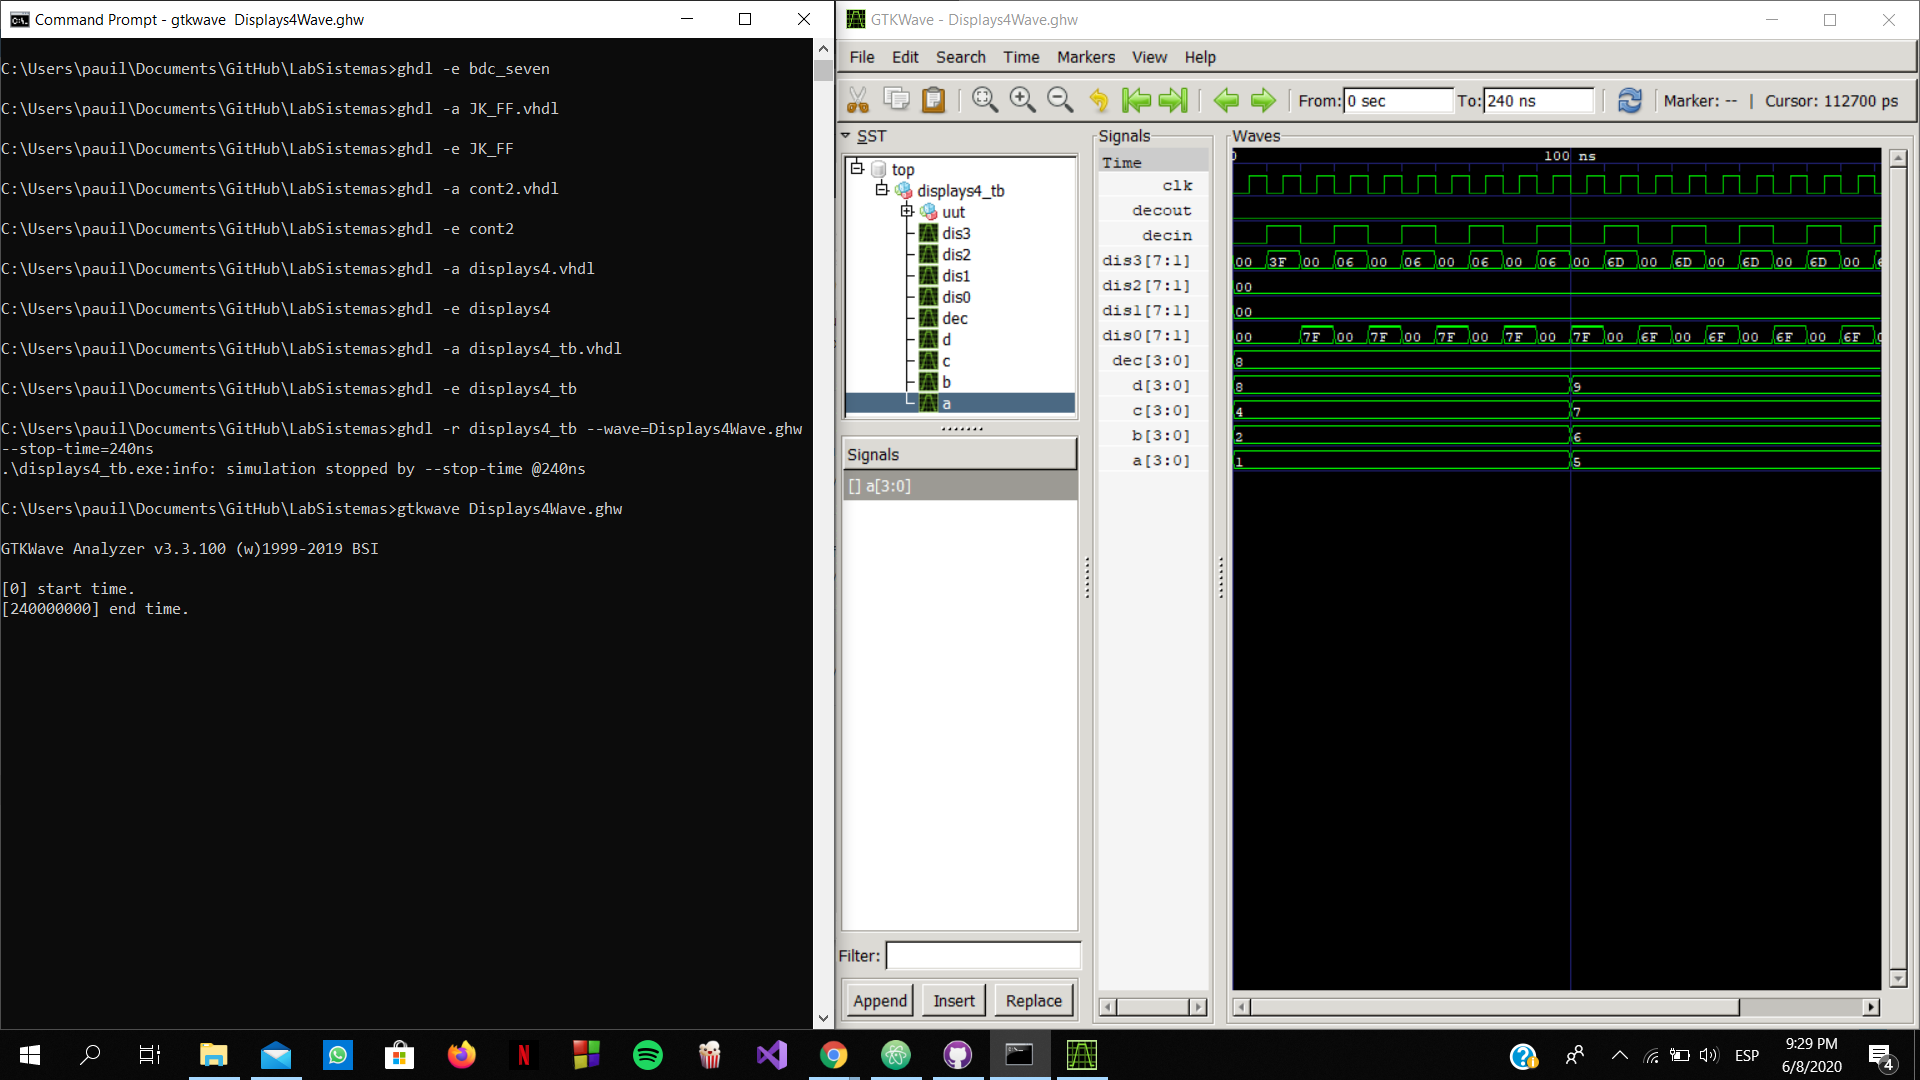 Command Prompt - gtkwave  Displays4Wave.ghw
C:\Users\pauil\Documents\GitHub\LabSistemas>ghdl -e bdc_seven
C:\Users\pauil\Documents\GitHub\LabSistemas>ghdl -a JK_FF.vhdl
C:\Users\pauil\Documents\GitHub\LabSistemas>ghdl -e JK_FF
C:\Users\pauil\Documents\GitHub\LabSistemas>ghdl -a cont2.vhdl
C:\Users\pauil\Documents\GitHub\LabSistemas>ghdl -e cont2
C:\Users\pauil\Documents\GitHub\LabSistemas>ghdl -a displays4.vhdl
C:\Users\pauil\Documents\GitHub\LabSistemas>ghdl -e displays4
C:\Users\pauil\Documents\GitHub\LabSistemas>ghdl -a displays4_tb.vhdl
C:\Users\pauil\Documents\GitHub\LabSistemas>ghdl -e displays4_tb
C:\Users\pauil\Documents\GitHub\LabSistemas>ghdl -r displays4_tb --wave=Displays4Wave.ghw
--stop-time=240ns
.\displays4_tb.exe:info: simulation stopped by --stop-time @240ns
C:\Users\pauil\Documents\GitHub\LabSistemas>gtkwave Displays4Wave.ghw
GTKWave Analyzer v3.3.100 (w)1999-2019 BSI
[0] start time.
[240000000] end time.
GTKWave - Displays4Wave.ghw
File Edit Search Time Markers View Help
From: 0 sec To: 240 ns Marker: -- | Cursor: 112700 ps
SST
top
displays4_tb
uut
dis3
dis2
dis1
dis0
dec
d
c
b
a
Signals
[] a[3:0]
Filter:
Append Insert Replace
Signals
Time
clk
decout
decin
dis3[7:1]
dis2[7:1]
dis1[7:1]
dis0[7:1]
dec[3:0]
d[3:0]
c[3:0]
b[3:0]
a[3:0]
Waves
0 100 ns
00 3F 00 06 00 06 00 06 00 06 00 6D 00 6D 00 6D 00 6D 00
00
00
00 7F 00 7F 00 7F 00 7F 00 7F 00 6F 00 6F 00 6F 00 6F
8
8 9
4 7
2 6
1 5
ESP
9:29 PM
6/8/2020
4